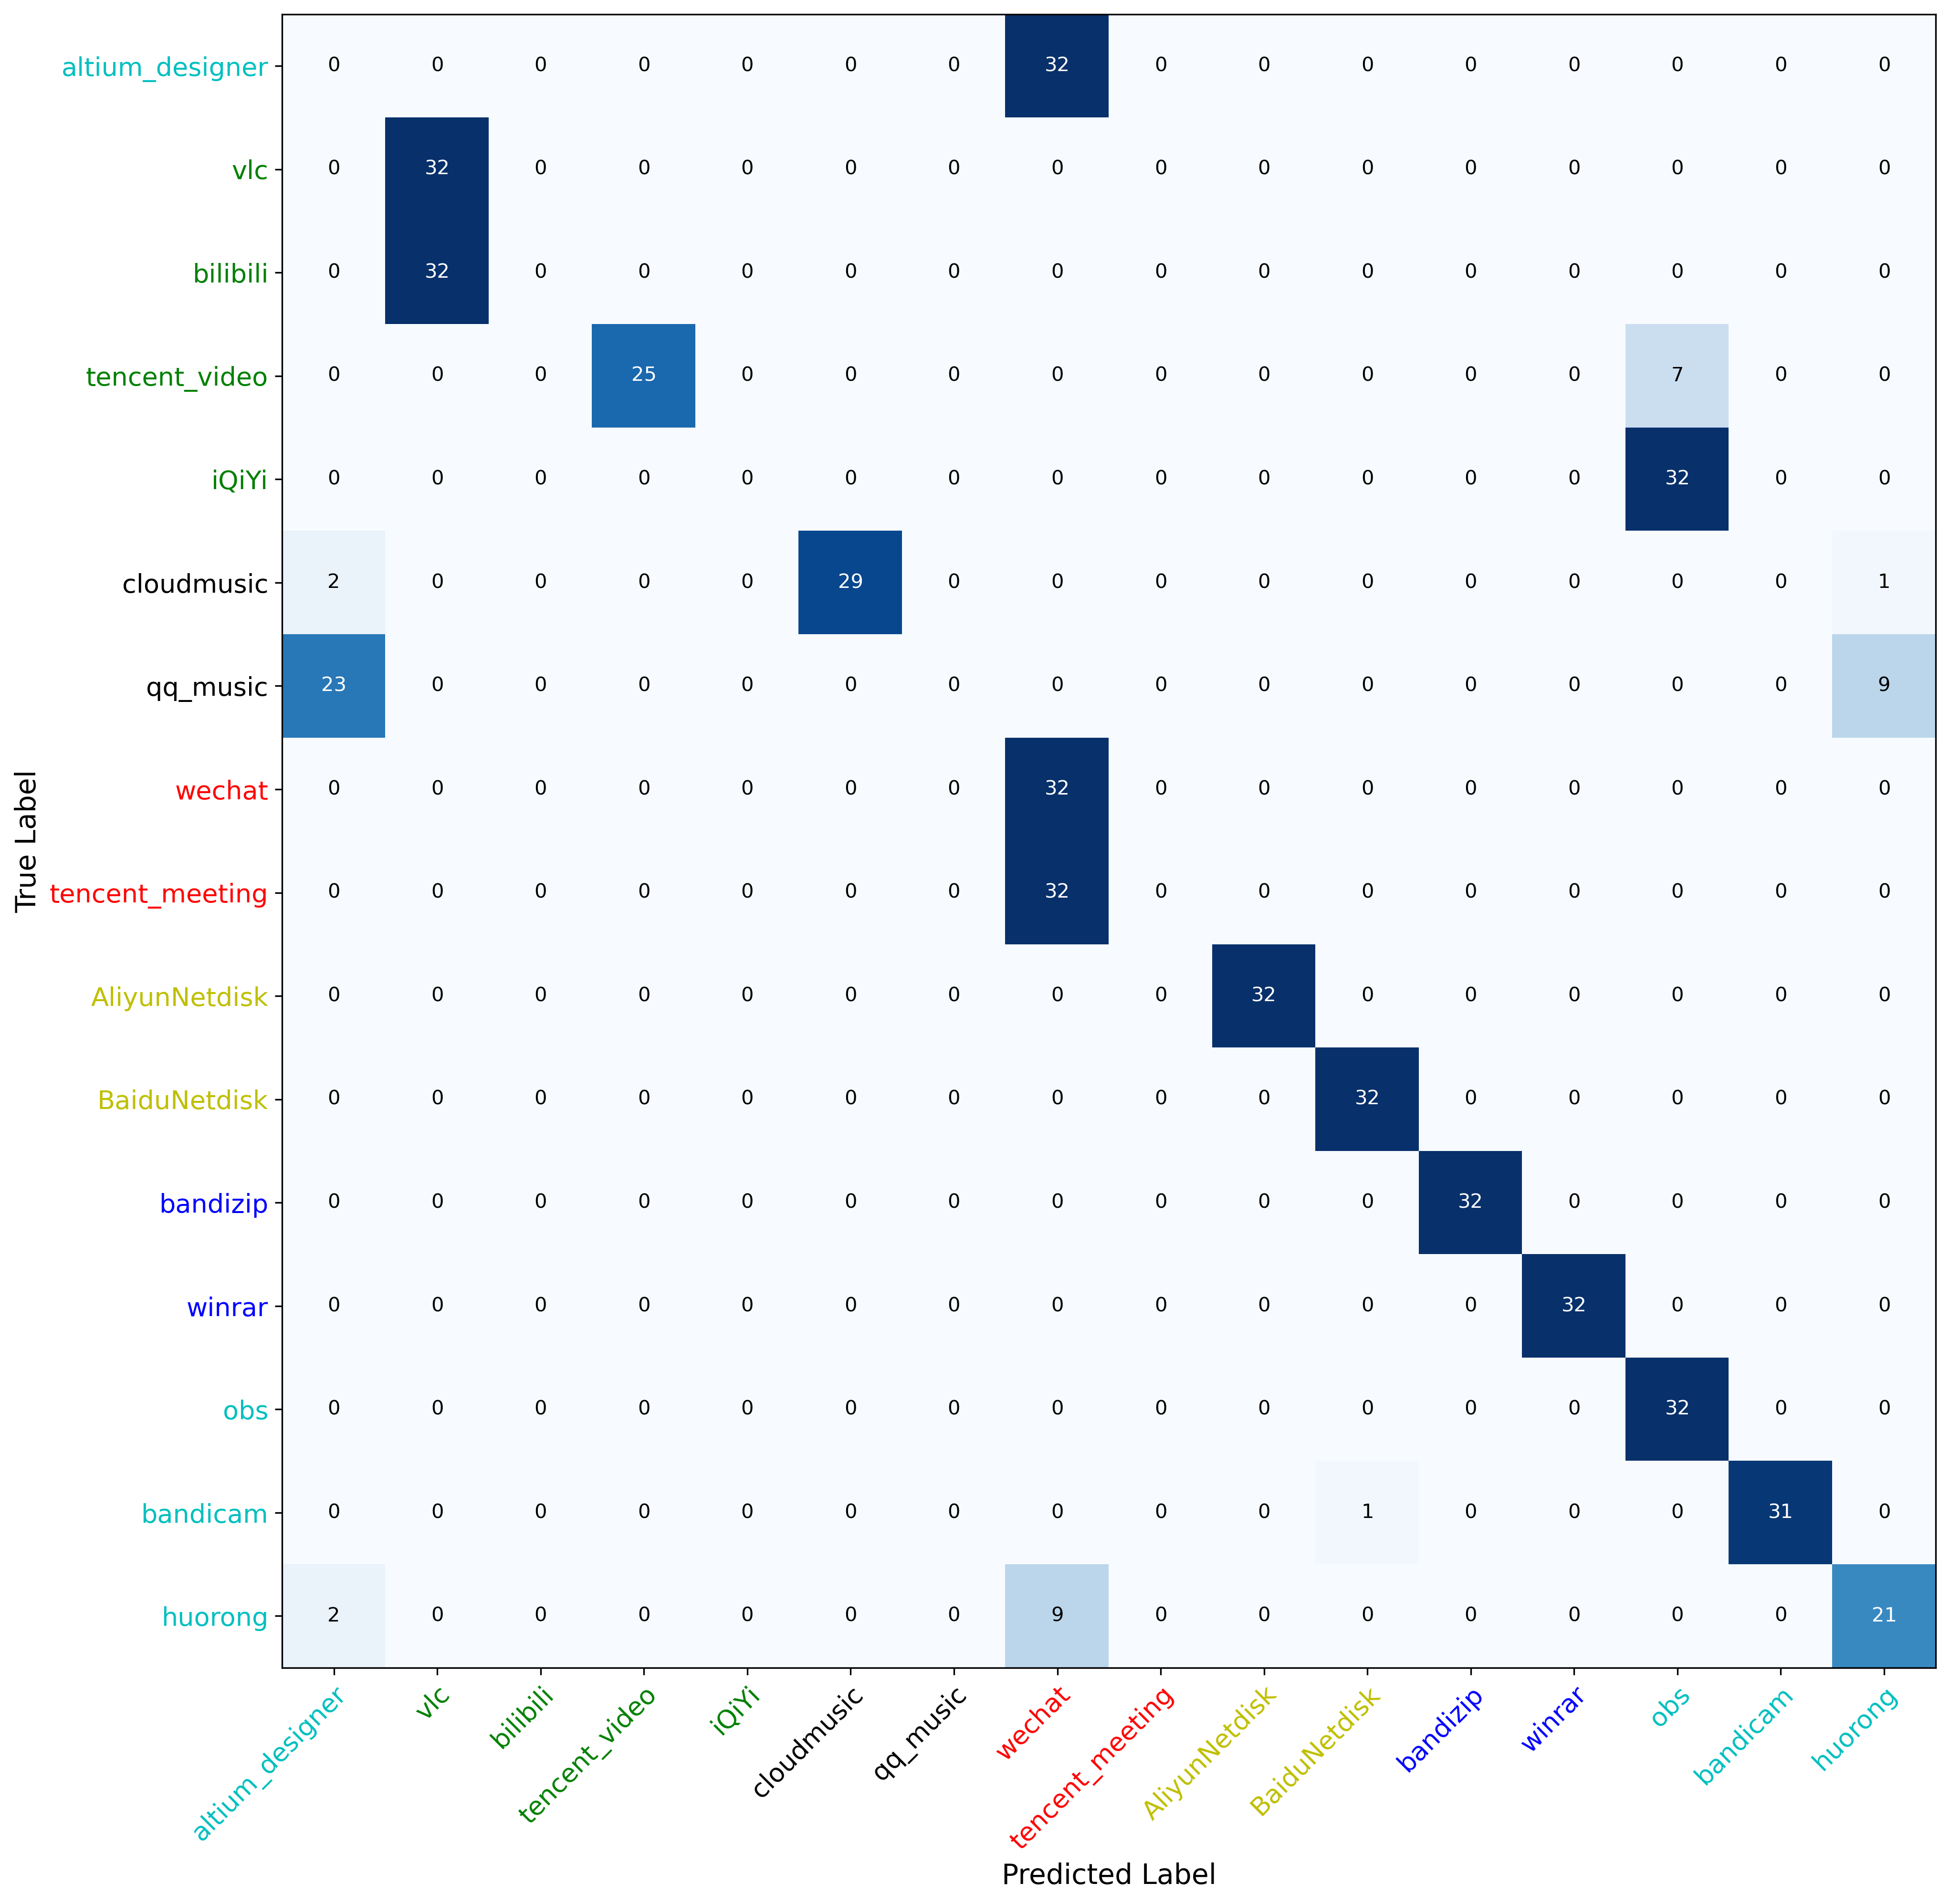 altium_designer 0 0 0 0 0 0 0 32 0 0 0 0 0 0 0 0
vlc 0 32 0 0 0 0 0 0 0 0 0 0 0 0 0 0
bilibili 0 32 0 0 0 0 0 0 0 0 0 0 0 0 0 0
tencent_video 0 0 0 25 0 0 0 0 0 0 0 0 0 7 0 0
iQiYi 0 0 0 0 0 0 0 0 0 0 0 0 0 32 0 0
cloudmusic 2 0 0 0 0 29 0 0 0 0 0 0 0 0 0 1
qq_music 23 0 0 0 0 0 0 0 0 0 0 0 0 0 0 9
wechat 0 0 0 0 0 0 0 32 0 0 0 0 0 0 0 0
True Label
tencent_meeting 0 0 0 0 0 0 0 32 0 0 0 0 0 0 0 0
AliyunNetdisk 0 0 0 0 0 0 0 0 0 32 0 0 0 0 0 0
BaiduNetdisk 0 0 0 0 0 0 0 0 0 0 32 0 0 0 0 0
bandizip 0 0 0 0 0 0 0 0 0 0 0 32 0 0 0 0
winrar 0 0 0 0 0 0 0 0 0 0 0 0 32 0 0 0
obs 0 0 0 0 0 0 0 0 0 0 0 0 0 32 0 0
bandicam 0 0 0 0 0 0 0 0 0 0 1 0 0 0 31 0
huorong 2 0 0 0 0 0 0 9 0 0 0 0 0 0 0 21
altium_designer vlc bilibili tencent_video iQiYi cloudmusic qq_music wechat tencent_meeting AliyunNetdisk BaiduNetdisk bandizip winrar obs bandicam huorong
Predicted Label